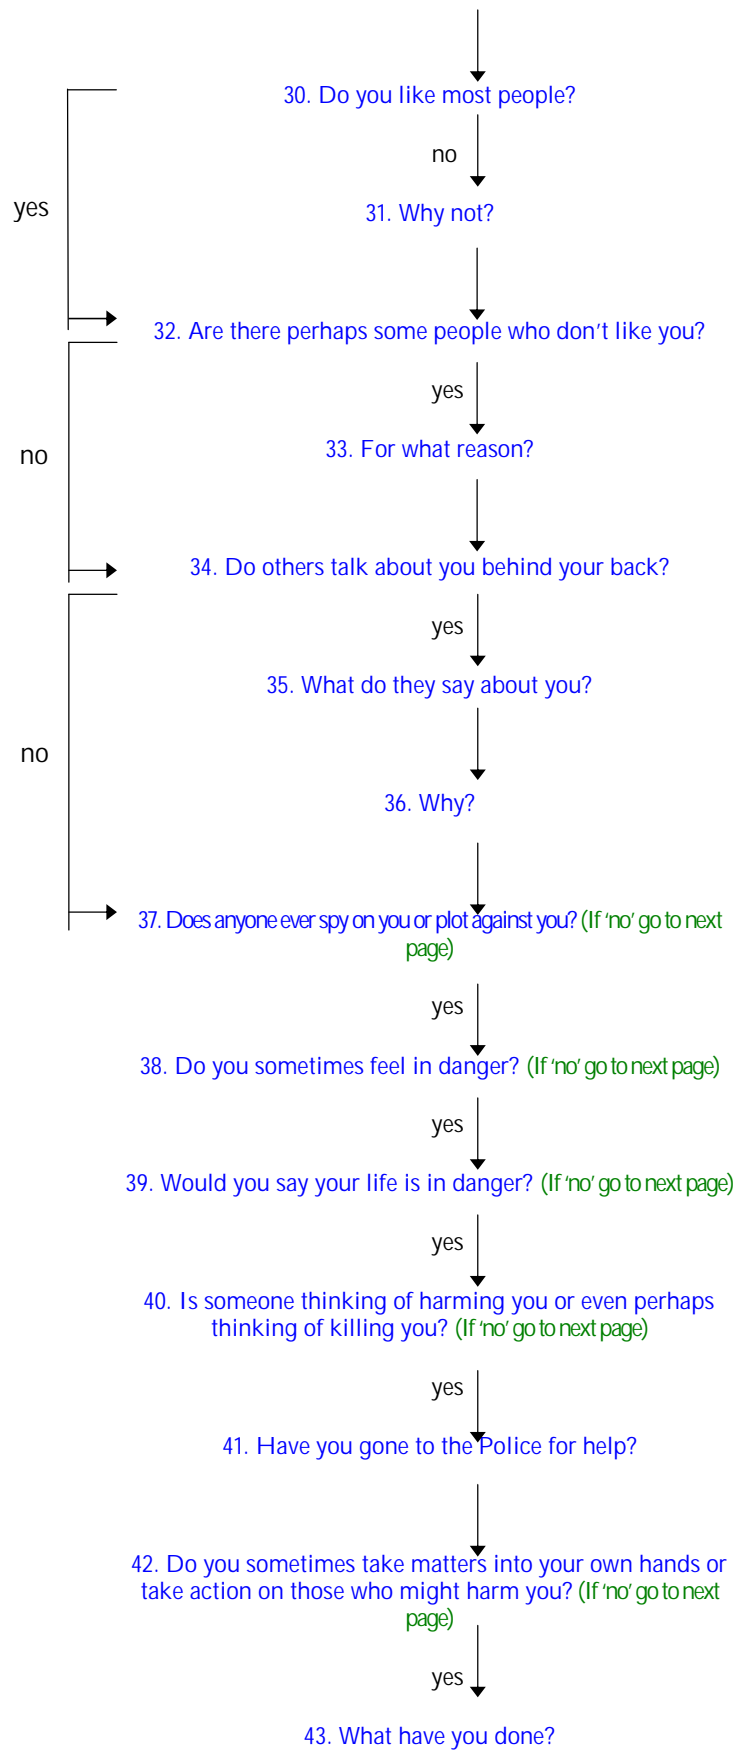 30. Do you like most people?
no
yes
31. Why not?
32. Are there perhaps some people who don't like you?
yes
no
33. For what reason?
34. Do others talk about you behind your back?
yes
35. What do they say about you?
no
36. Why?
37. Does anyone ever spy on you or plot against you? (If 'no' go to next
page)
yes
38. Do you sometimes feel in danger? (If 'no' go to next page)
yes
39. Would you say your life is in danger? (If 'no' go to next page)
yes
40. Is someone thinking of harming you or even perhaps
thinking of killing you? (If 'no' go to next page)
yes
41. Have you gone to the Police for help?
42. Do you sometimes take matters into your own hands or
take action on those who might harm you? (If 'no' go to next
page)
yes
43. What have you done?